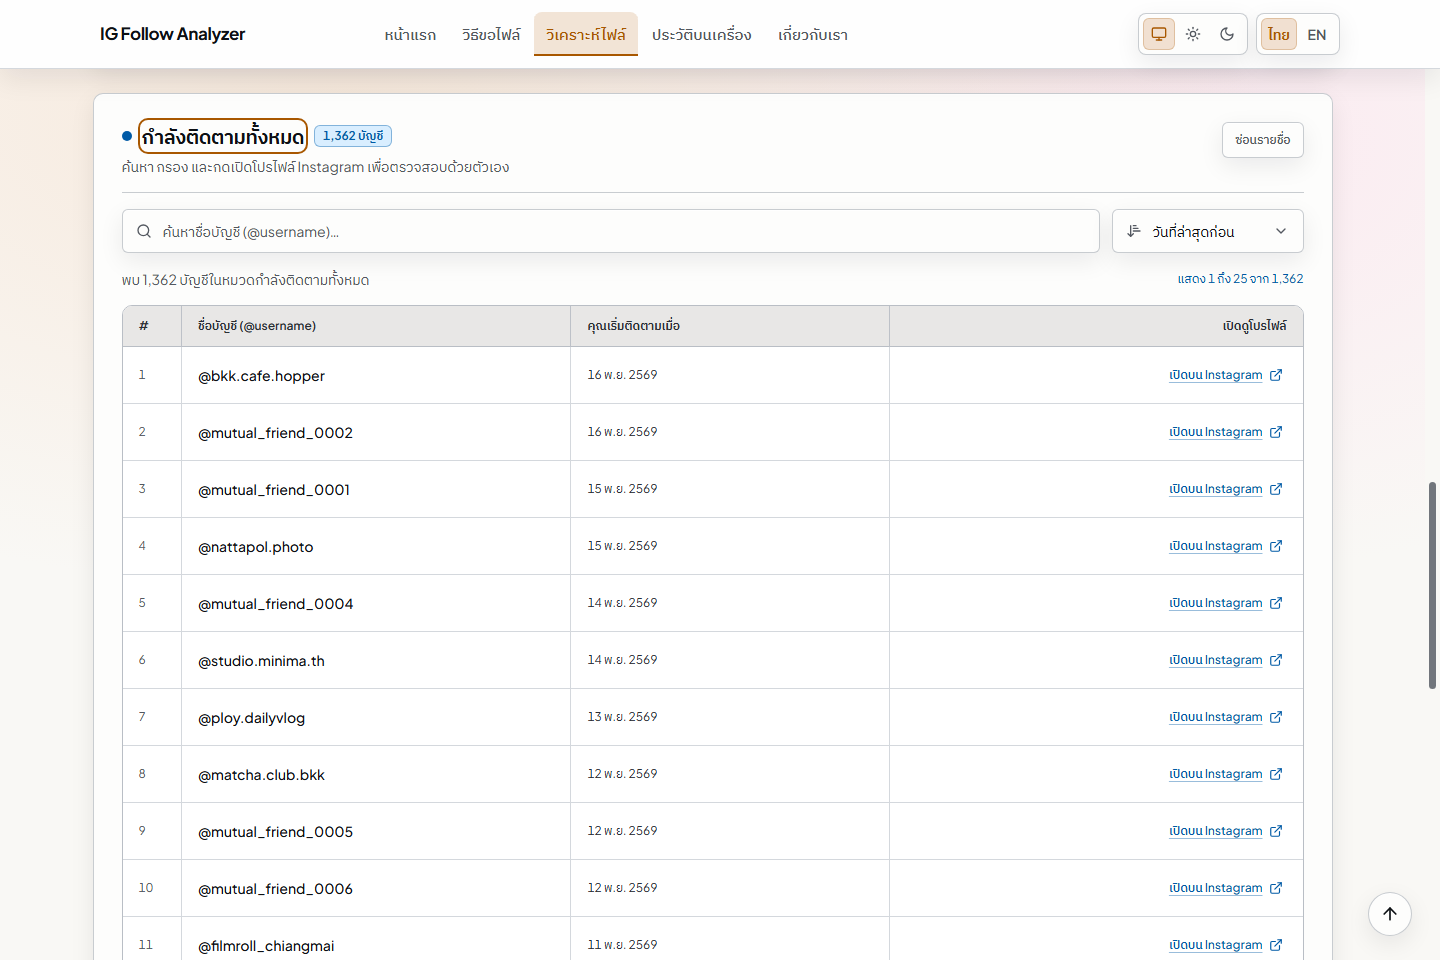 IG Follow Analyzer
หน้าแรก
วิธีขอไฟล์
วิเคราะห์ไฟล์
ประวัติบนเครื่อง
เกี่ยวกับเรา
ไทย
EN
กำลังติดตามทั้งหมด
1,362 บัญชี
ซ่อนรายชื่อ
ค้นหา กรอง และกดเปิดโปรไฟล์ Instagram เพื่อตรวจสอบด้วยตัวเอง
ค้นหาชื่อบัญชี (@username)...
วันที่ล่าสุดก่อน
พบ 1,362 บัญชีในหมวดกำลังติดตามทั้งหมด
แสดง 1 ถึง 25 จาก 1,362
# ชื่อบัญชี (@username) คุณเริ่มติดตามเมื่อ เปิดดูโปรไฟล์
1 @bkk.cafe.hopper 16 พ.ย. 2569 เปิดบน Instagram
2 @mutual_friend_0002 16 พ.ย. 2569 เปิดบน Instagram
3 @mutual_friend_0001 15 พ.ย. 2569 เปิดบน Instagram
4 @nattapol.photo 15 พ.ย. 2569 เปิดบน Instagram
5 @mutual_friend_0004 14 พ.ย. 2569 เปิดบน Instagram
6 @studio.minima.th 14 พ.ย. 2569 เปิดบน Instagram
7 @ploy.dailyvlog 13 พ.ย. 2569 เปิดบน Instagram
8 @matcha.club.bkk 12 พ.ย. 2569 เปิดบน Instagram
9 @mutual_friend_0005 12 พ.ย. 2569 เปิดบน Instagram
10 @mutual_friend_0006 12 พ.ย. 2569 เปิดบน Instagram
11 @filmroll_chiangmai 11 พ.ย. 2569 เปิดบน Instagram